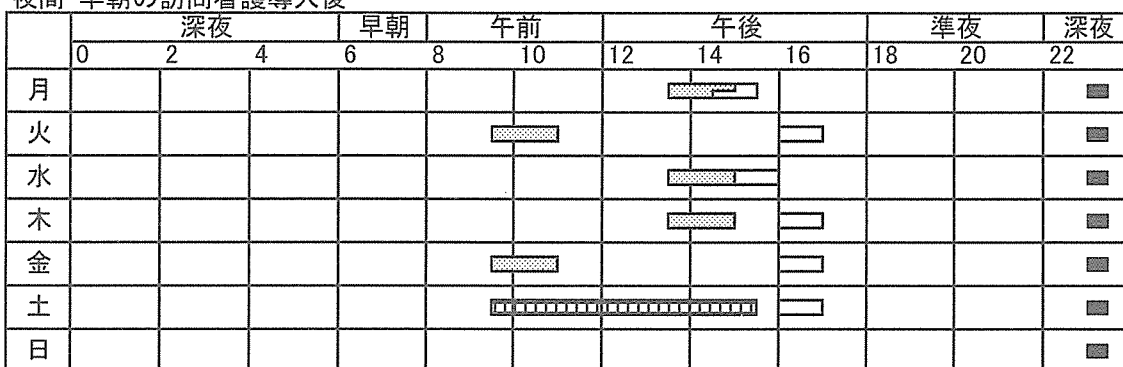 夜間・早朝の訪問看護導入後
深夜 早朝 午前 午後 準夜 深夜
0 2 4 6 8 10 12 14 16 18 20 22
月
火
水
木
金
土
日